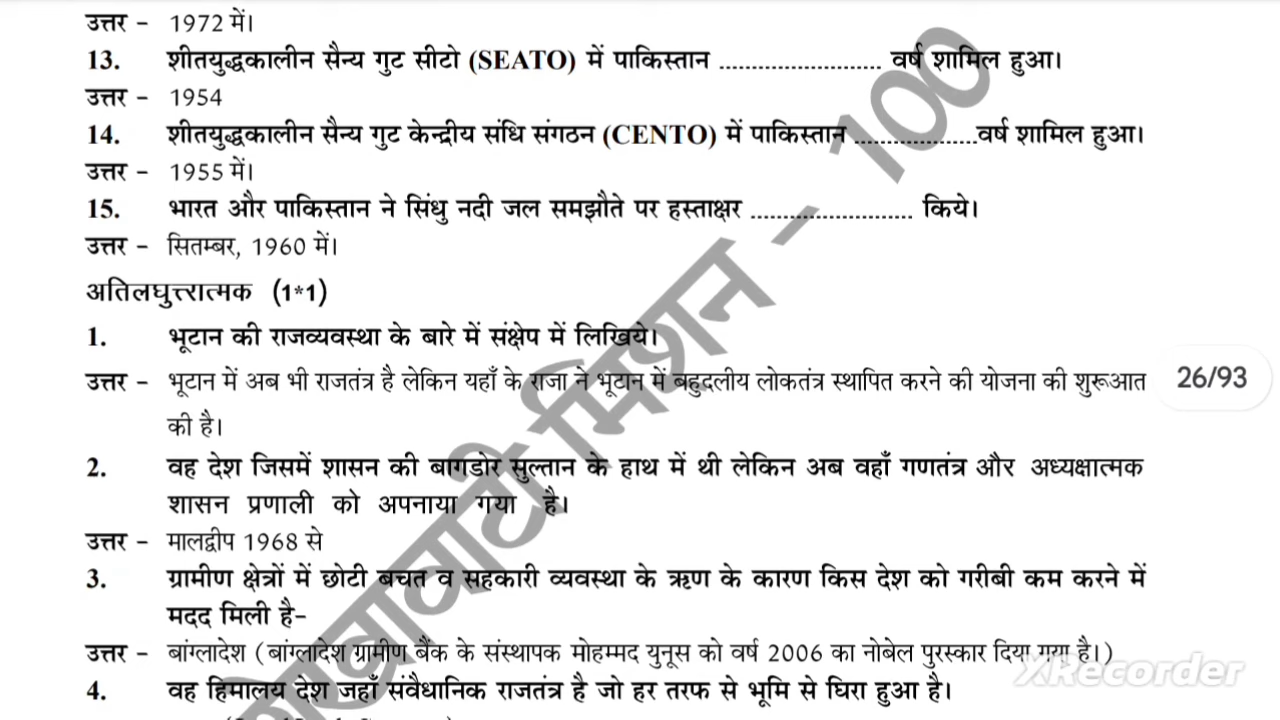 उत्तर - 1972 में।
13. शीतयुद्धकालीन सैन्य गुट सीटो (SEATO) में पाकिस्तान ........................ वर्ष शामिल हुआ।
उत्तर - 1954
14. शीतयुद्धकालीन सैन्य गुट केन्द्रीय संधि संगठन (CENTO) में पाकिस्तान ..................वर्ष शामिल हुआ।
उत्तर - 1955 में।
15. भारत और पाकिस्तान ने सिंधु नदी जल समझौते पर हस्ताक्षर ........................ किये।
उत्तर - सितम्बर, 1960 में।
अतिलघुत्तरात्मक (1*1)
1. भूटान की राजव्यवस्था के बारे में संक्षेप में लिखिये।
उत्तर - भूटान में अब भी राजतंत्र है लेकिन यहाँ के राजा ने भूटान में बहुदलीय लोकतंत्र स्थापित करने की योजना की शुरूआत
26/93
की है।
2. वह देश जिसमें शासन की बागडोर सुल्तान के हाथ में थी लेकिन अब वहाँ गणतंत्र और अध्यक्षात्मक
शासन प्रणाली को अपनाया गया है।
उत्तर - मालद्वीप 1968 से
3. ग्रामीण क्षेत्रों में छोटी बचत व सहकारी व्यवस्था के ऋण के कारण किस देश को गरीबी कम करने में
मदद मिली है-
उत्तर - बांग्लादेश (बांग्लादेश ग्रामीण बैंक के संस्थापक मोहम्मद युनूस को वर्ष 2006 का नोबेल पुरस्कार दिया गया है।)
4. वह हिमालय देश जहाँ संवैधानिक राजतंत्र है जो हर तरफ से भूमि से घिरा हुआ है।
शेखावाटी मिशन - 100
XRecorder